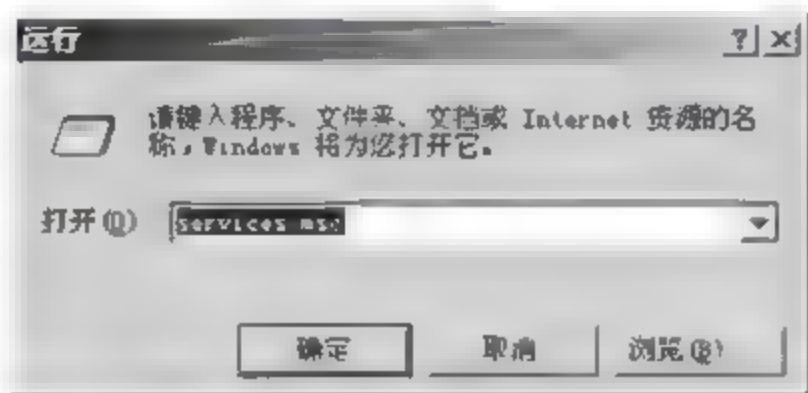 运行
请键入程序、文件夹、文档或 Internet 资源的名
称,Windows 将为您打开它。
打开(O)
services.msc
确定
取消
浏览(B)